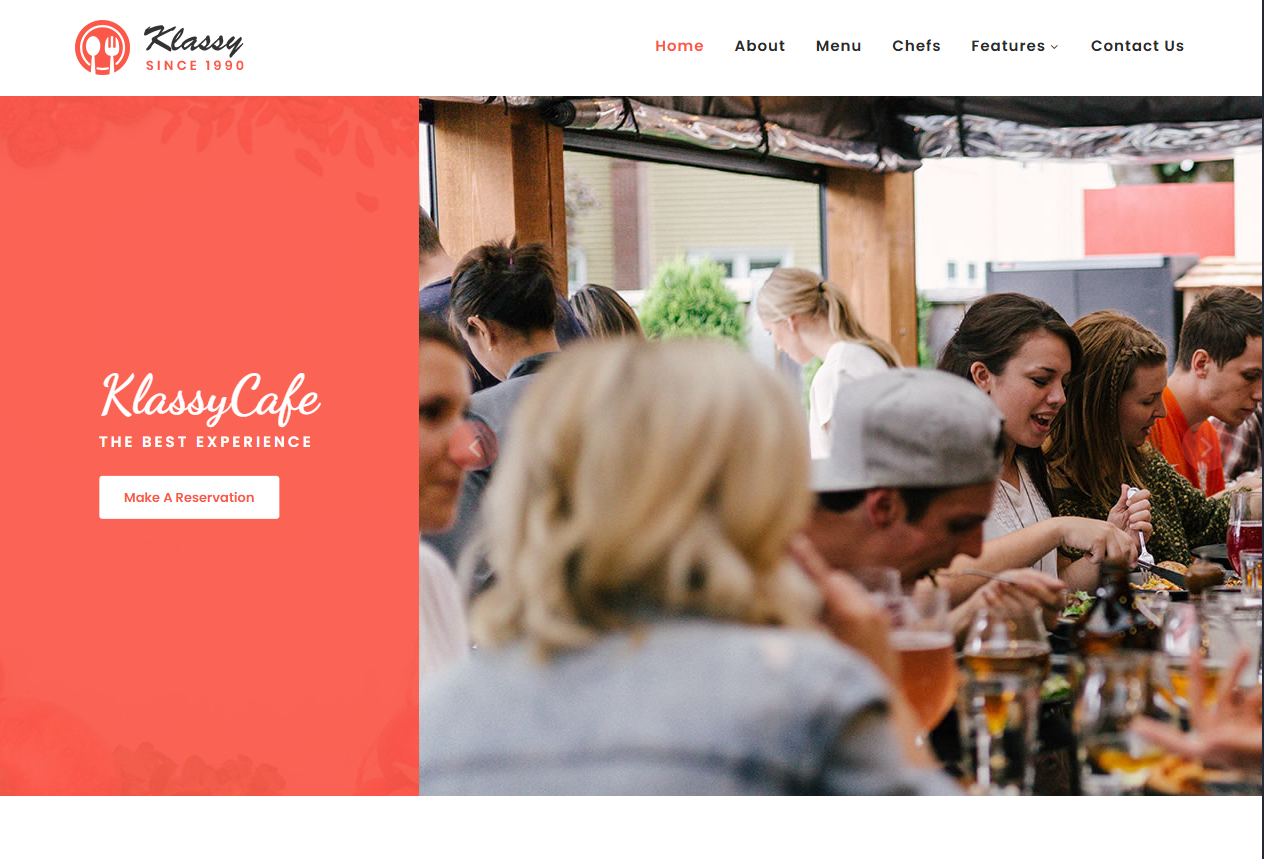 Klassy
SINCE 1990
Home About Menu Chefs Features Contact Us
KlassyCafe
THE BEST EXPERIENCE
Make A Reservation